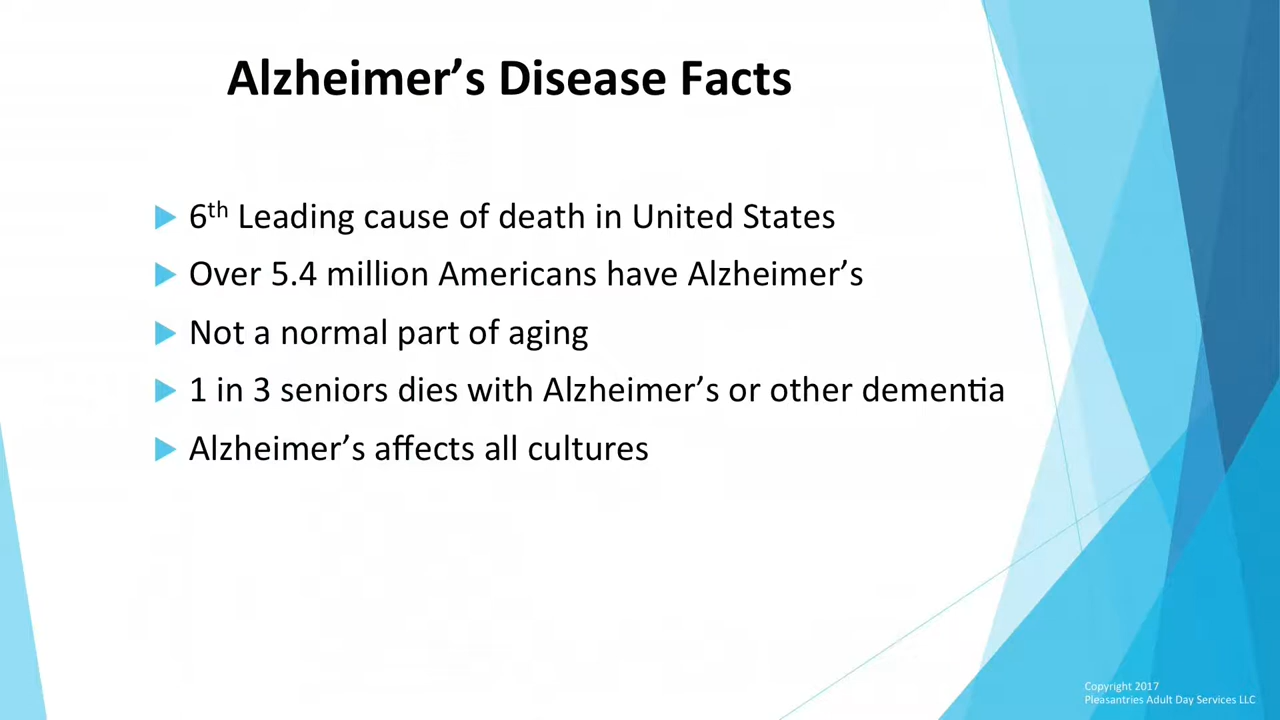 Alzheimer’s Disease Facts
6th Leading cause of death in United States
Over 5.4 million Americans have Alzheimer’s
Not a normal part of aging
1 in 3 seniors dies with Alzheimer’s or other dementia
Alzheimer’s affects all cultures
Copyright 2017
Pleasantries Adult Day Services LLC